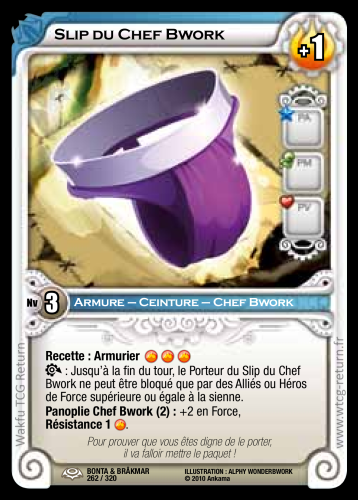 Slip du Chef Bwork
+1
PA
PM
PV
Nv 3
Armure – Ceinture – Chef Bwork
Recette : Armurier
: Jusqu'à la fin du tour, le Porteur du Slip du Chef
Bwork ne peut être bloqué que par des Alliés ou Héros
de Force supérieure ou égale à la sienne.
Panoplie Chef Bwork (2) : +2 en Force,
Résistance 1 .
Pour prouver que vous êtes digne de le porter,
il va falloir mettre le paquet !
BONTA & BRÂKMAR
262 / 320
ILLUSTRATION : ALPHY WONDERBWORK
© 2010 Ankama
Wakfu TCG Return
www.wtcg-return.fr